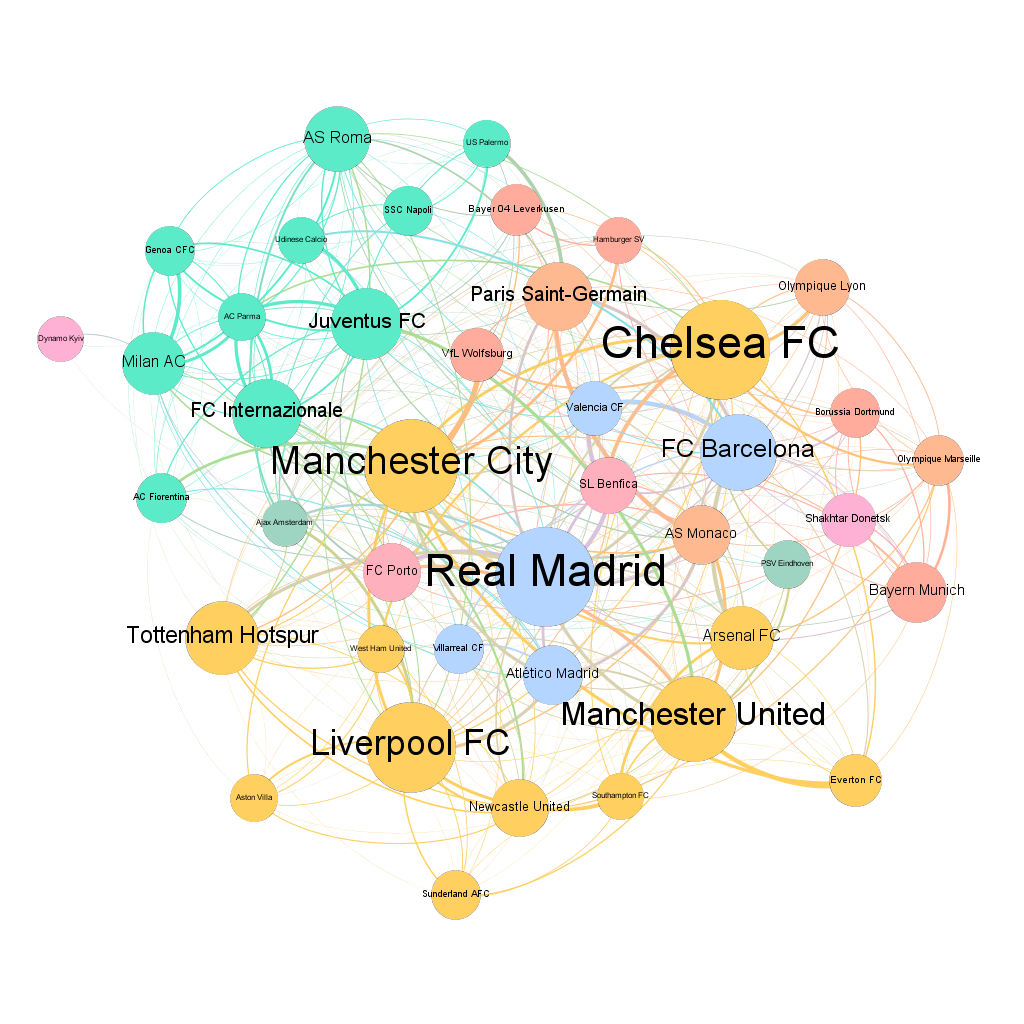 AS Roma
US Palermo
SSC Napoli
Bayer 04 Leverkusen
Udinese Calcio
Hamburger SV
Genoa CFC
Olympique Lyon
Paris Saint-Germain
AC Parma
Juventus FC
Dynamo Kyiv
Chelsea FC
VfL Wolfsburg
Milan AC
Valencia CF
FC Internazionale
Borussia Dortmund
FC Barcelona
Manchester City
Olympique Marseille
SL Benfica
AC Fiorentina
Shakhtar Donetsk
Ajax Amsterdam
AS Monaco
PSV Eindhoven
FC Porto
Real Madrid
Bayern Munich
Tottenham Hotspur
Arsenal FC
West Ham United
Villarreal CF
Atlético Madrid
Manchester United
Liverpool FC
Everton FC
Aston Villa
Southampton FC
Newcastle United
Sunderland AFC